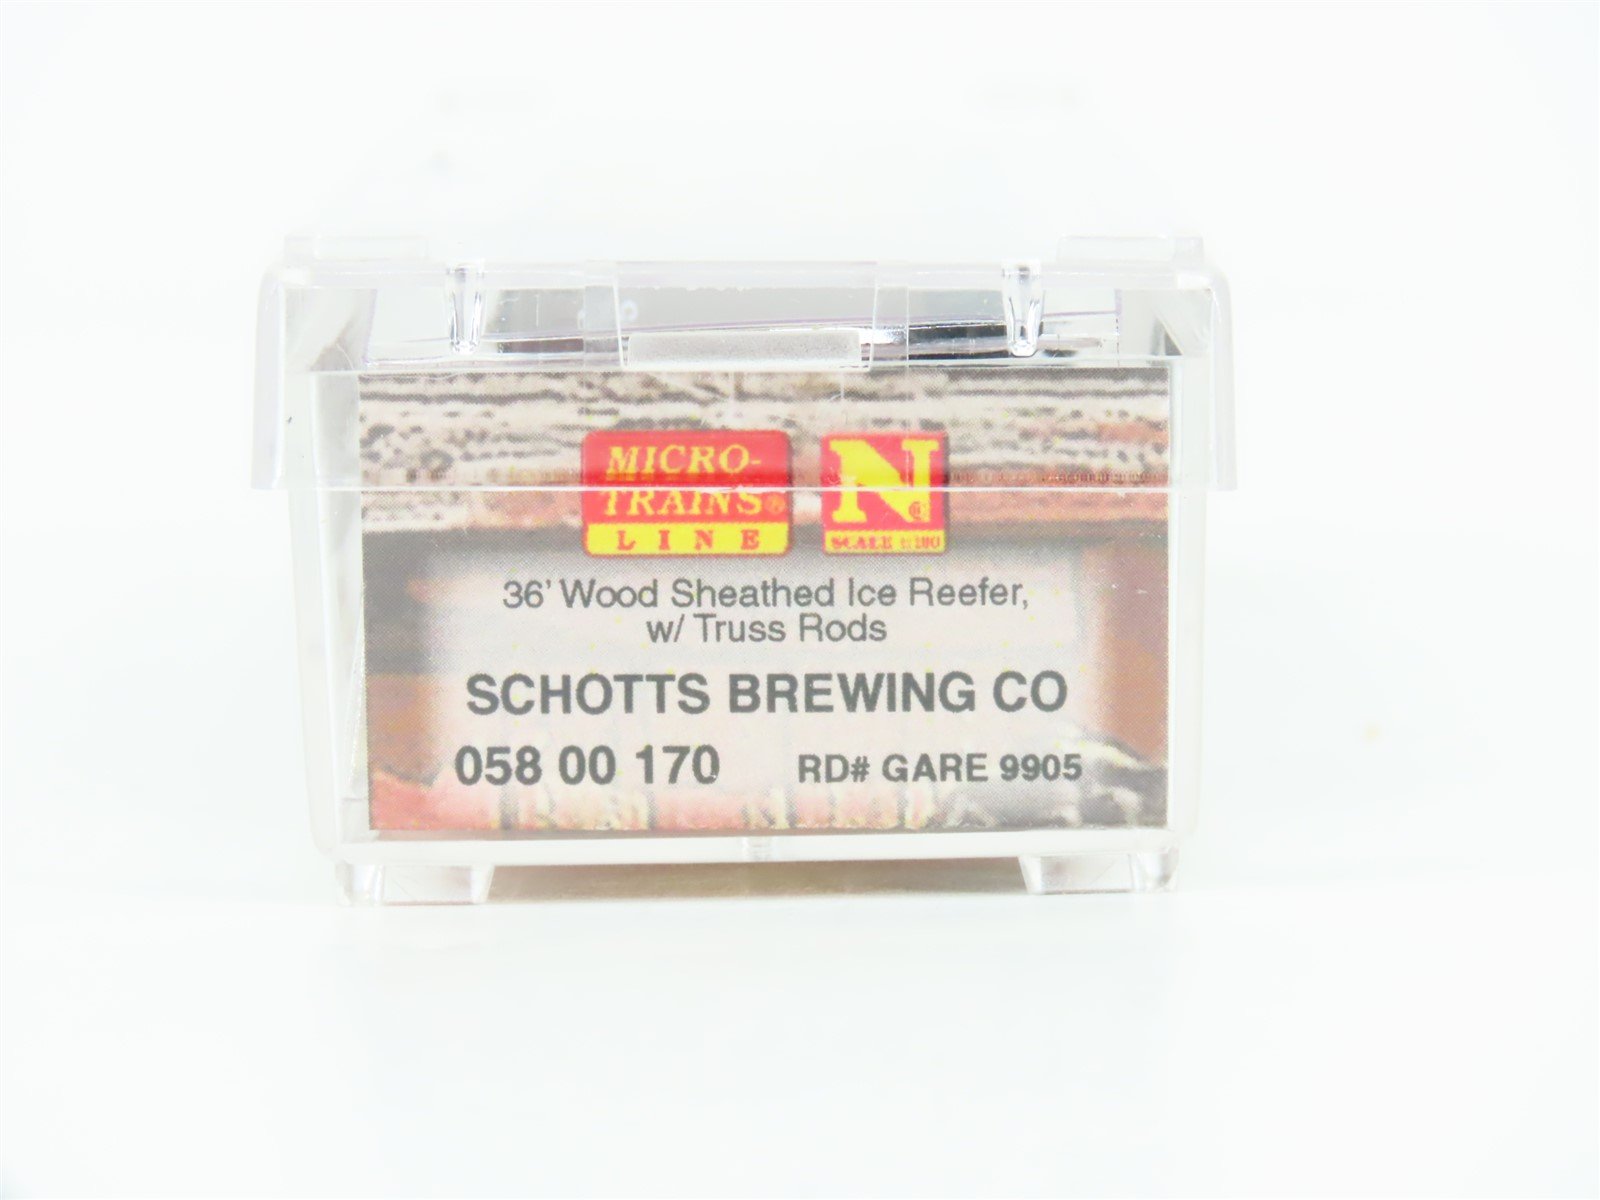 MICRO-
TRAINS®
LINE
N
SCALE 1:160
36' Wood Sheathed Ice Reefer,
w/ Truss Rods
SCHOTTS BREWING CO
058 00 170 RD# GARE 9905